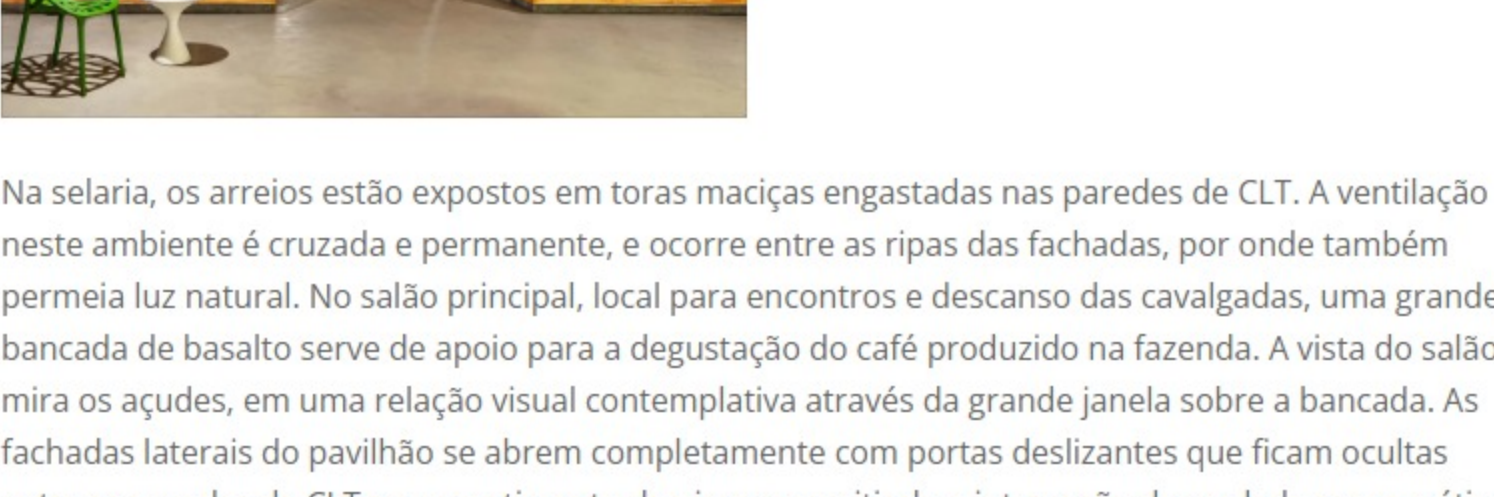 Na selaria, os arreios estão expostos em toras maciças engastadas nas paredes de CLT. A ventilação
neste ambiente é cruzada e permanente, e ocorre entre as ripas das fachadas, por onde também
permeia luz natural. No salão principal, local para encontros e descanso das cavalgadas, uma grande
bancada de basalto serve de apoio para a degustação do café produzido na fazenda. A vista do salão
mira os açudes, em uma relação visual contemplativa através da grande janela sobre a bancada. As
fachadas laterais do pavilhão se abrem completamente com portas deslizantes que ficam ocultas